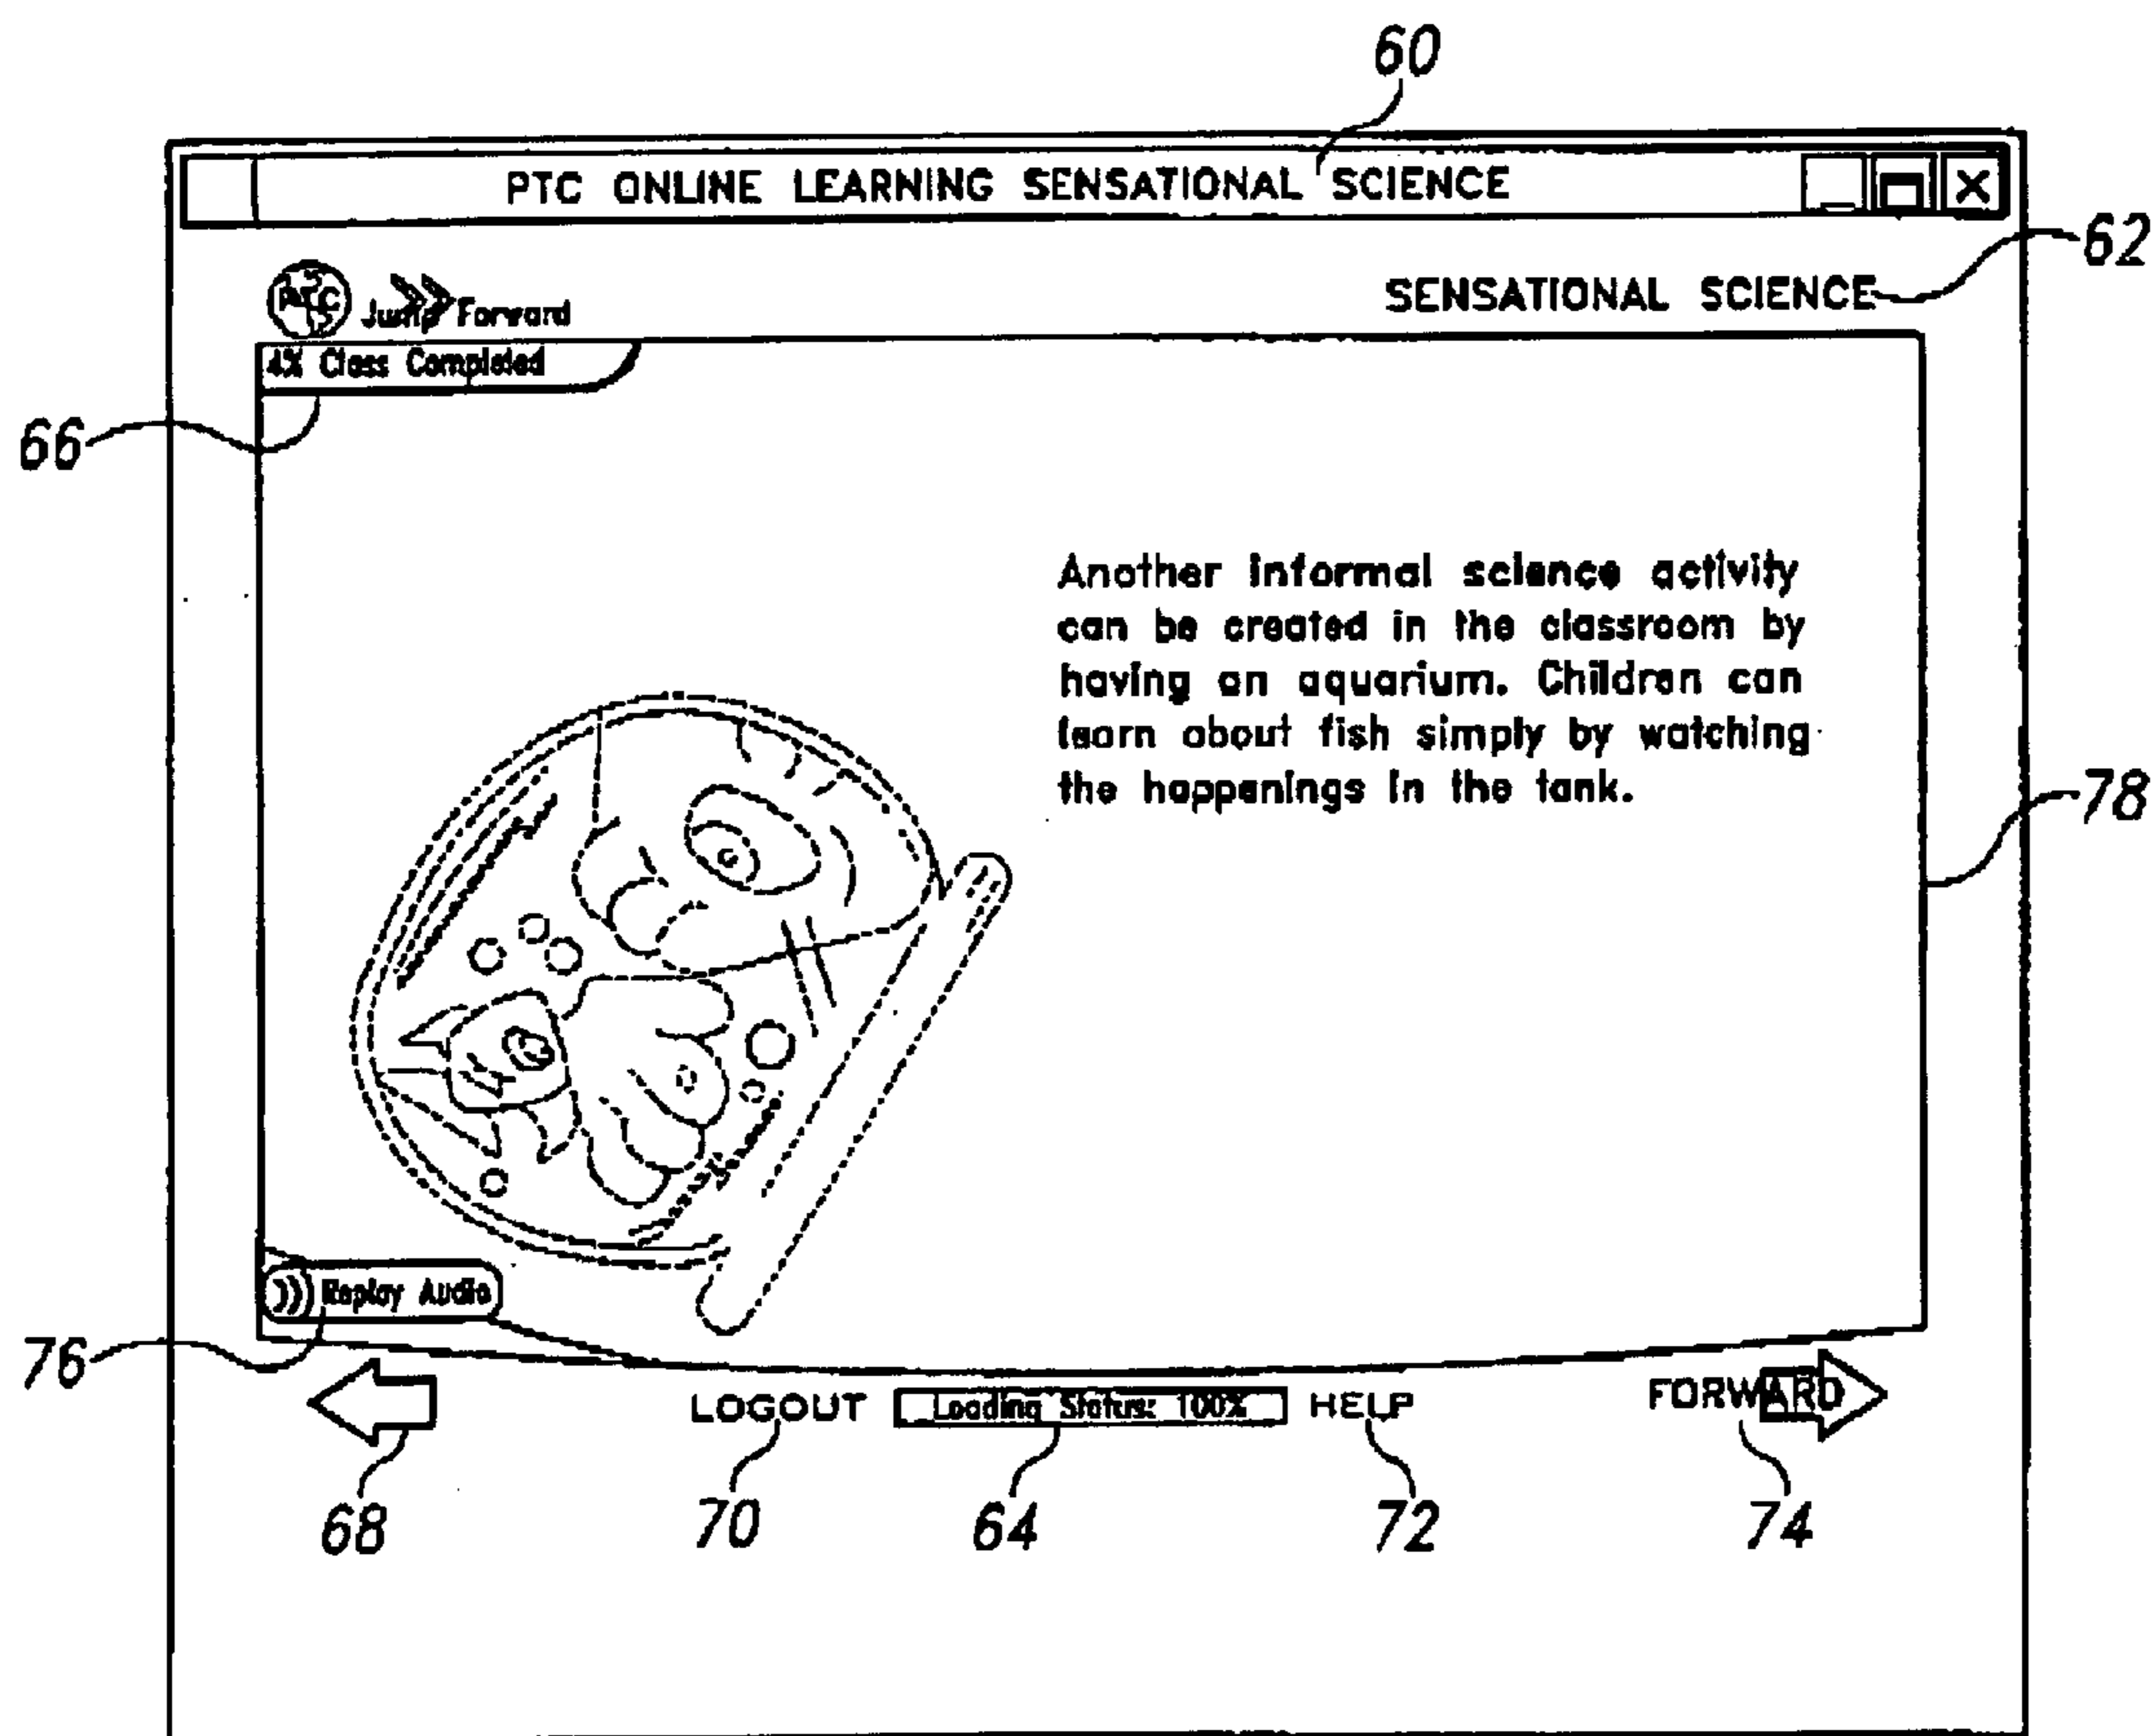 60
PTC ONLINE LEARNING SENSATIONAL SCIENCE
62
PTC Jump Forward
SENSATIONAL SCIENCE
4% Class Completed
66
Another informal science activity
can be created in the classroom by
having an aquarium. Children can
learn about fish simply by watching
the happenings in the tank.
78
Replay Audio
76
LOGOUT
Loading Status: 100%
HELP
FORWARD
68
70
64
72
74